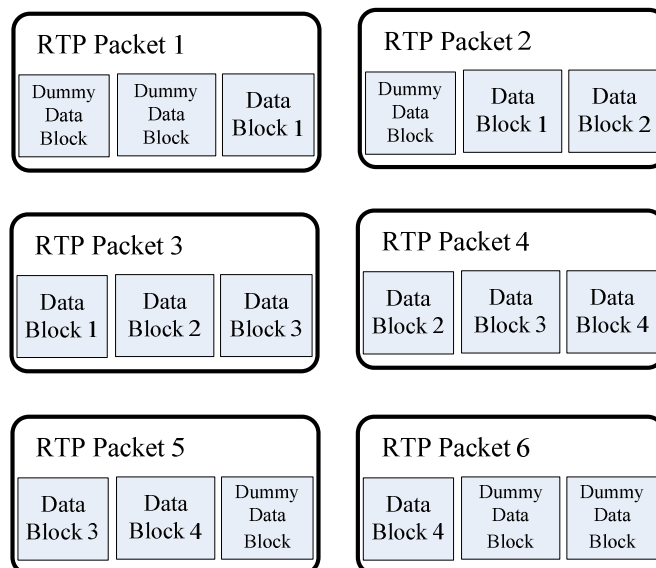 RTP Packet 1
Dummy
Data
Block
Dummy
Data
Block
Data
Block 1
RTP Packet 2
Dummy
Data
Block
Data
Block 1
Data
Block 2
RTP Packet 3
Data
Block 1
Data
Block 2
Data
Block 3
RTP Packet 4
Data
Block 2
Data
Block 3
Data
Block 4
RTP Packet 5
Data
Block 3
Data
Block 4
Dummy
Data
Block
RTP Packet 6
Data
Block 4
Dummy
Data
Block
Dummy
Data
Block